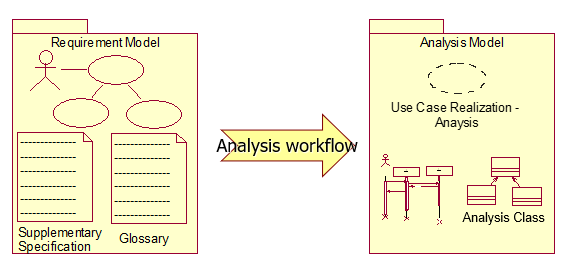 Requirement Model
Supplementary
Specification
Glossary
Analysis workflow
Analysis Model
Use Case Realization -
Anaysis
Analysis Class